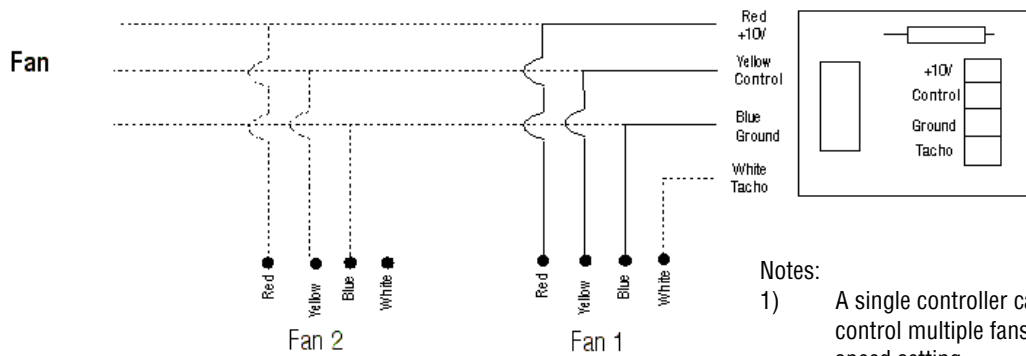 Fan
Red
+10V
Yellow
Control
Blue
Ground
White
Tacho
+10V
Control
Ground
Tacho
Red
Yellow
Blue
White
Fan 2
Red
Yellow
Blue
White
Fan 1
Notes:
1) A single controller
control multiple fans
speed setting